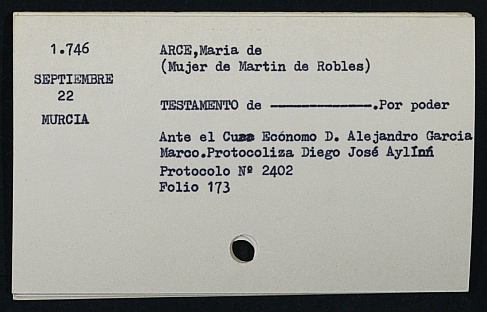 1.746
ARCE,Maria de
(Mujer de Martin de Robles)
SEPTIEMBRE
22
MURCIA
TESTAMENTO de --------------.Por poder
Ante el Cura Ecónomo D. Alejandro Garcia
Marco.Protocoliza Diego José Ayllón
Protocolo Nº 2402
Folio 173